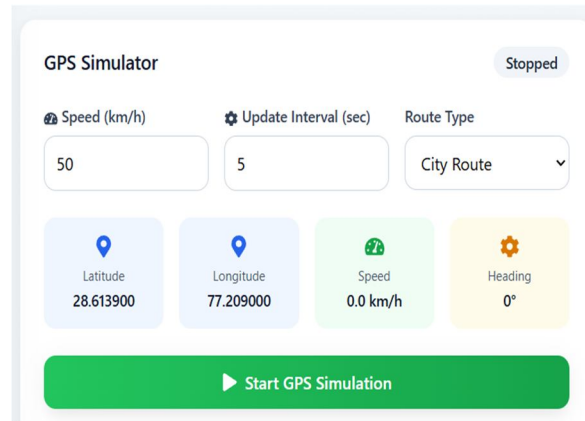 GPS Simulator Stopped
Speed (km/h) Update Interval (sec) Route Type
50 5 City Route
Latitude Longitude Speed Heading
28.613900 77.209000 0.0 km/h 0°
Start GPS Simulation